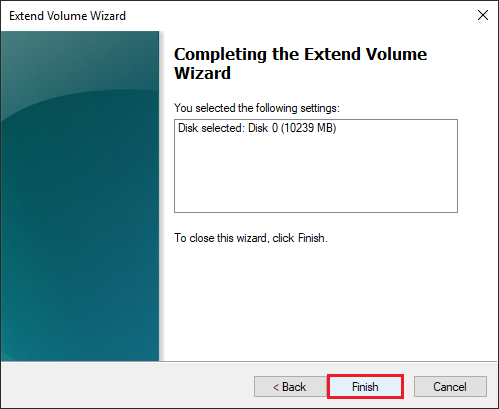 Extend Volume Wizard
Completing the Extend Volume
Wizard
You selected the following settings:
Disk selected: Disk 0 (10239 MB)
To close this wizard, click Finish.
< Back
Finish
Cancel